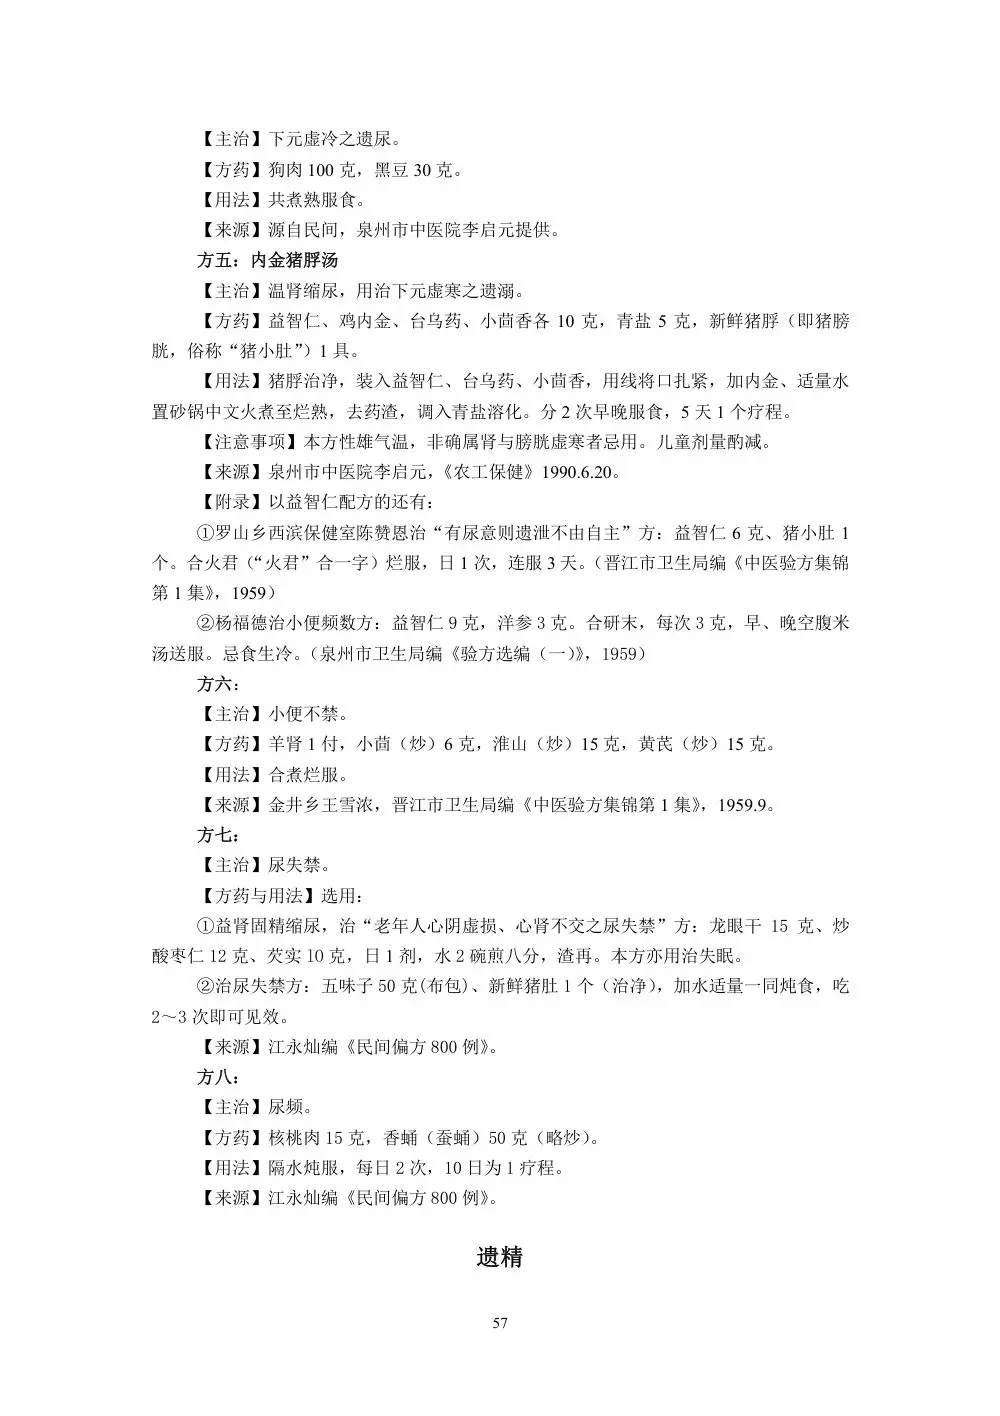 【主治】下元虚冷之遗尿。
【方药】狗肉 100 克，黑豆 30 克。
【用法】共煮熟服食。
【来源】源自民间，泉州市中医院李启元提供。
方五：内金猪脬汤
【主治】温肾缩尿，用治下元虚寒之遗溺。
【方药】益智仁、鸡内金、台乌药、小茴香各 10 克，青盐 5 克，新鲜猪脬（即猪膀
胱，俗称“猪小肚”）1 具。
【用法】猪脬治净，装入益智仁、台乌药、小茴香，用线将口扎紧，加内金、适量水
置砂锅中文火煮至烂熟，去药渣，调入青盐溶化。分 2 次早晚服食，5 天 1 个疗程。
【注意事项】本方性雄气温，非确属肾与膀胱虚寒者忌用。儿童剂量酌减。
【来源】泉州市中医院李启元，《农工保健》1990.6.20。
【附录】以益智仁配方的还有：
①罗山乡西滨保健室陈赞恩治“有尿意则遗泄不由自主”方：益智仁 6 克、猪小肚 1
个。合火君（“火君”合一字）烂服，日 1 次，连服 3 天。（晋江市卫生局编《中医验方集锦
第 1 集》，1959）
②杨福德治小便频数方：益智仁 9 克，洋参 3 克。合研末，每次 3 克，早、晚空腹米
汤送服。忌食生冷。（泉州市卫生局编《验方选编（一）》，1959）
方六：
【主治】小便不禁。
【方药】羊肾 1 付，小茴（炒）6 克，淮山（炒）15 克，黄芪（炒）15 克。
【用法】合煮烂服。
【来源】金井乡王雪浓，晋江市卫生局编《中医验方集锦第 1 集》，1959.9。
方七：
【主治】尿失禁。
【方药与用法】选用：
①益肾固精缩尿，治“老年人心阴虚损、心肾不交之尿失禁”方：龙眼干 15 克、炒
酸枣仁 12 克、芡实 10 克，日 1 剂，水 2 碗煎八分，渣再。本方亦用治失眠。
②治尿失禁方：五味子 50 克(布包)、新鲜猪肚 1 个（治净），加水适量一同炖食，吃
2～3 次即可见效。
【来源】江永灿编《民间偏方 800 例》。
方八：
【主治】尿频。
【方药】核桃肉 15 克，香蛹（蚕蛹）50 克（略炒）。
【用法】隔水炖服，每日 2 次，10 日为 1 疗程。
【来源】江永灿编《民间偏方 800 例》。
遗精
57